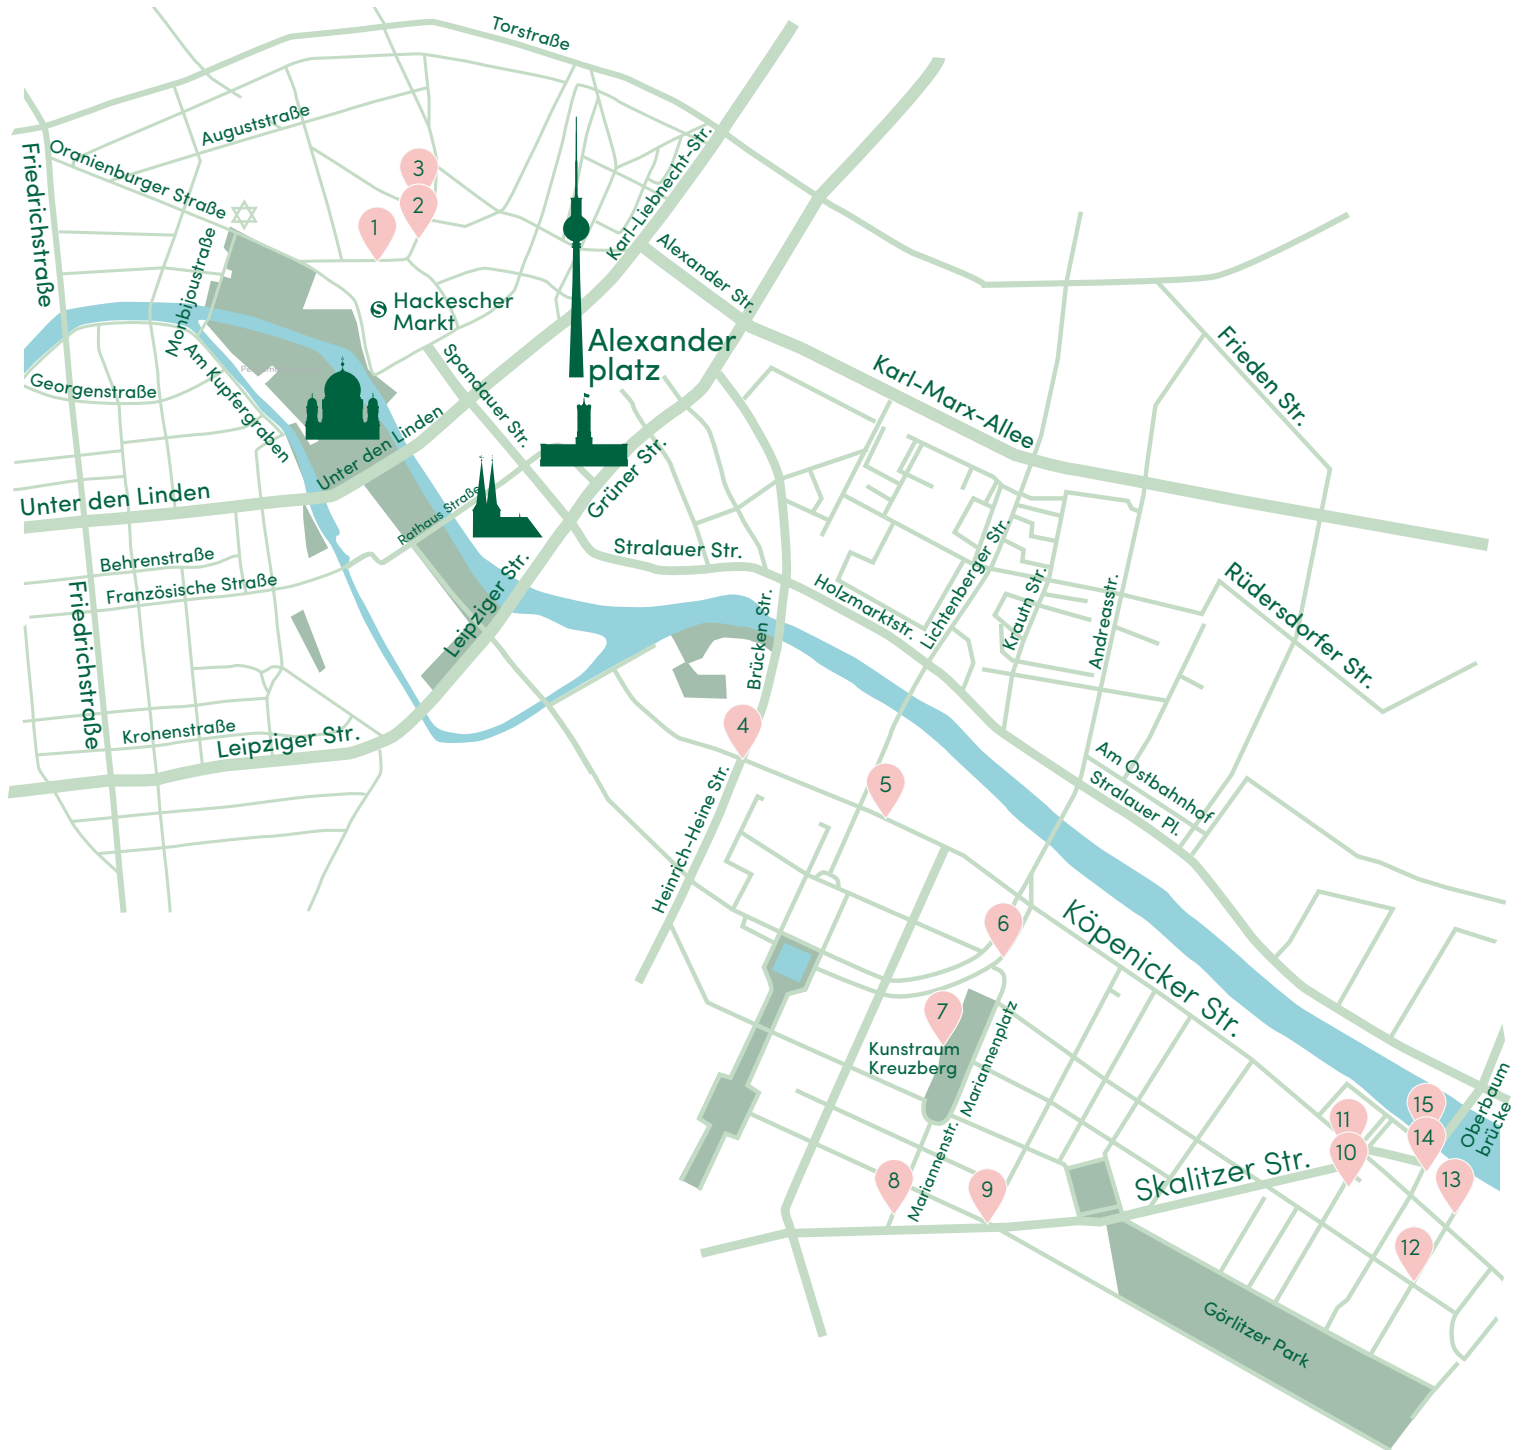 Torstraße
Auguststraße
Oranienburger Straße
Friedrichstraße
3
2
1
Karl-Liebnecht-Str.
Alexander Str.
Monbijoustraße
S
Hackescher
Markt
Alexander
platz
Frieden Str.
Am Kupfergraben
Georgenstraße
Spandauer Str.
Karl-Marx-Allee
Unter den Linden
Unter den Linden
Grüner Str.
Rathaus Straße
Stralauer Str.
Behrenstraße
Französische Straße
Leipziger Str.
Holzmarktstr.
Lichtenberger Str.
Krautn Str.
Andreasstr.
Rüdersdorfer Str.
Friedrichstraße
Brücken Str.
Kronenstraße
Leipziger Str.
4
5
Am Ostbahnhof
Stralauer Pl.
Heinrich-Heine Str.
6
Köpenicker Str.
7
Kunstraum
Kreuzberg
Mariannenplatz
Mariannenstr.
8
9
Skalitzer Str.
11
10
15
14
13
12
Oberbaum
brücke
Görlitzer Park